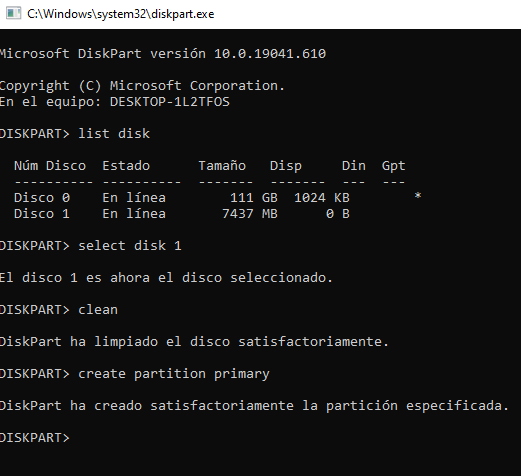 C:\Windows\system32\diskpart.exe
Microsoft DiskPart versión 10.0.19041.610
Copyright (C) Microsoft Corporation.
En el equipo: DESKTOP-1L2TFOS
DISKPART> list disk
Núm Disco  Estado      Tamaño   Disp     Din  Gpt
---------- ----------  -------  -------  ---  ---
Disco 0    En línea      111 GB  1024 KB        *
Disco 1    En línea     7437 MB      0 B
DISKPART> select disk 1
El disco 1 es ahora el disco seleccionado.
DISKPART> clean
DiskPart ha limpiado el disco satisfactoriamente.
DISKPART> create partition primary
DiskPart ha creado satisfactoriamente la partición especificada.
DISKPART>